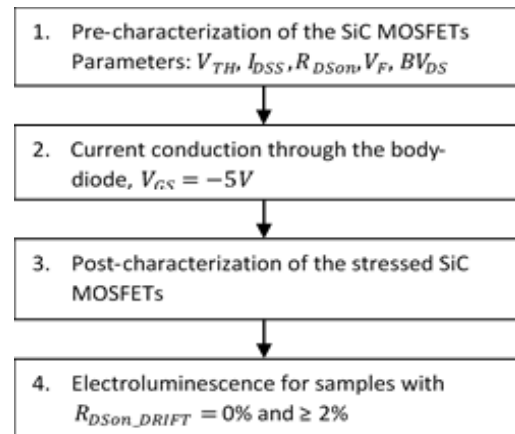 1. Pre-characterization of the SiC MOSFETs
Parameters: V_TH, I_DSS, R_DSon, V_F, BV_DS
2. Current conduction through the body-
diode, V_GS = −5V
3. Post-characterization of the stressed SiC
MOSFETs
4. Electroluminescence for samples with
R_DSon_DRIFT = 0% and ≥ 2%